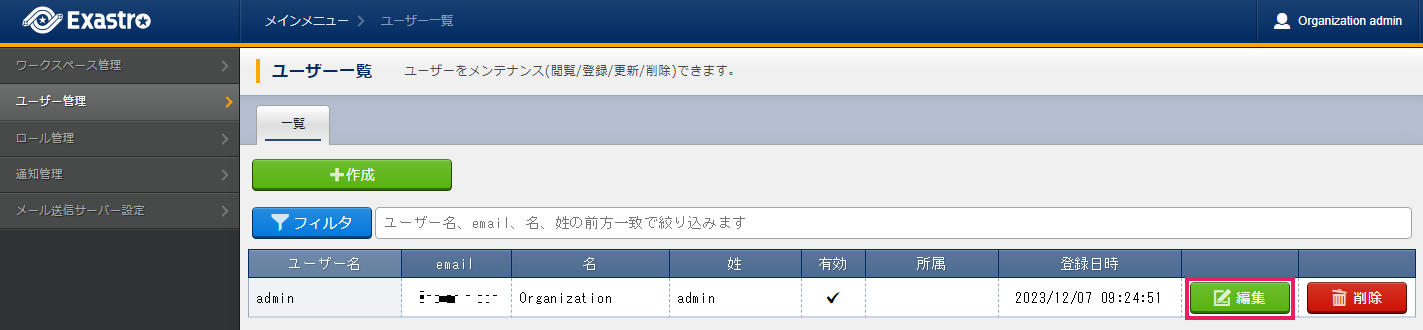 Exastro
メインメニュー
ユーザー一覧
Organization admin
ワークスペース管理
ユーザー管理
ロール管理
通知管理
メール送信サーバー設定
ユーザー一覧 ユーザーをメンテナンス(閲覧/登録/更新/削除)できます。
一覧
作成
フィルタ ユーザー名、email、名、姓の前方一致で絞り込みます
ユーザー名 email 名 姓 有効 所属 登録日時
admin Organization admin 2023/12/07 09:24:51 編集 削除